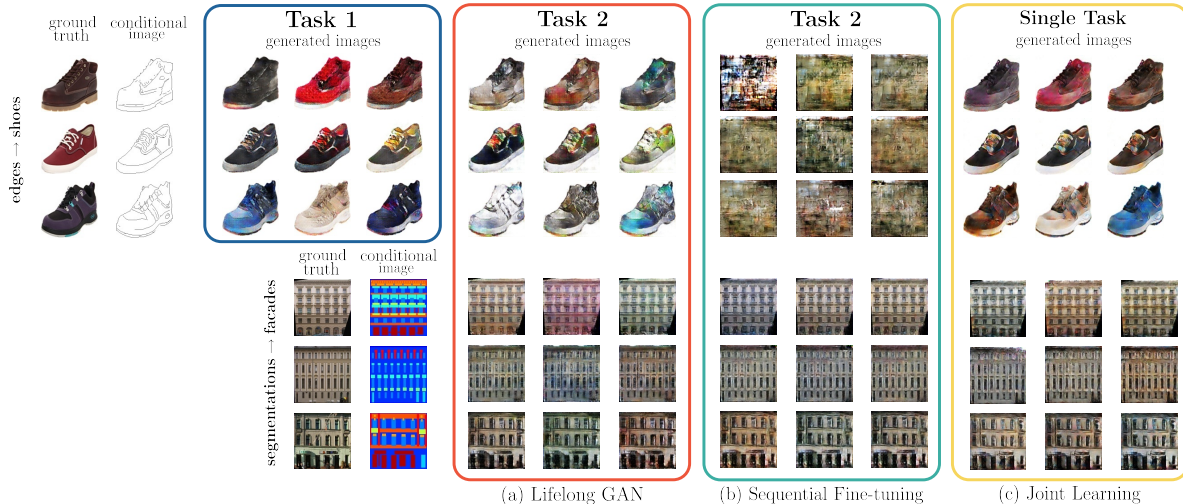 ground
truth
conditional
image
Task 1
generated images
Task 2
generated images
Task 2
generated images
Single Task
generated images
edges → shoes
ground
truth
conditional
image
segmentations → facades
(a) Lifelong GAN
(b) Sequential Fine-tuning
(c) Joint Learning